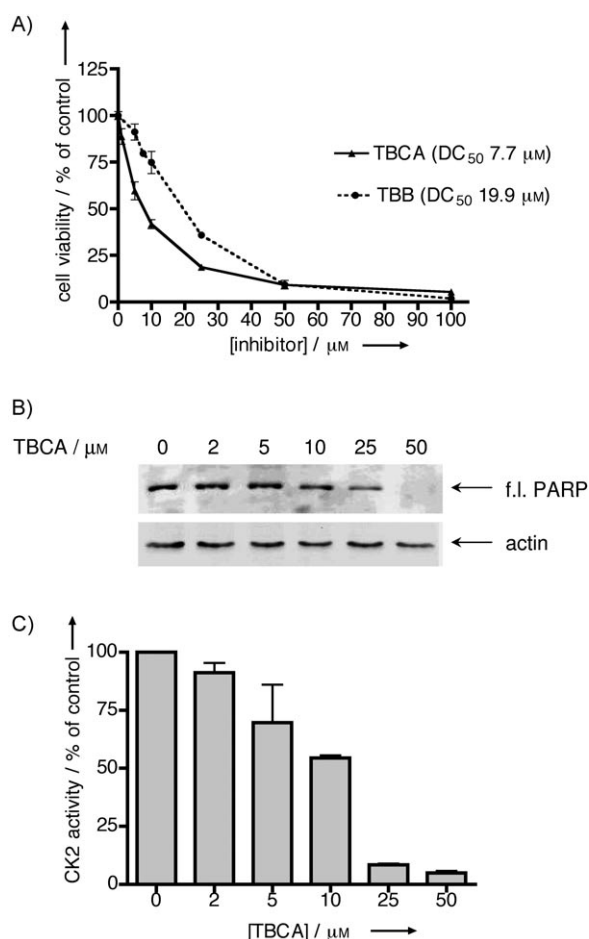 A)
cell viability / % of control
125
100
75
50
25
0
TBCA (DC50 7.7 μM)
TBB (DC50 19.9 μM)
0 10 20 30 40 50 60 70 80 90 100
[inhibitor] / μM
B)
TBCA / μM 0 2 5 10 25 50
f.l. PARP
actin
C)
CK2 activity / % of control
100
75
50
25
0
0 2 5 10 25 50
[TBCA] / μM